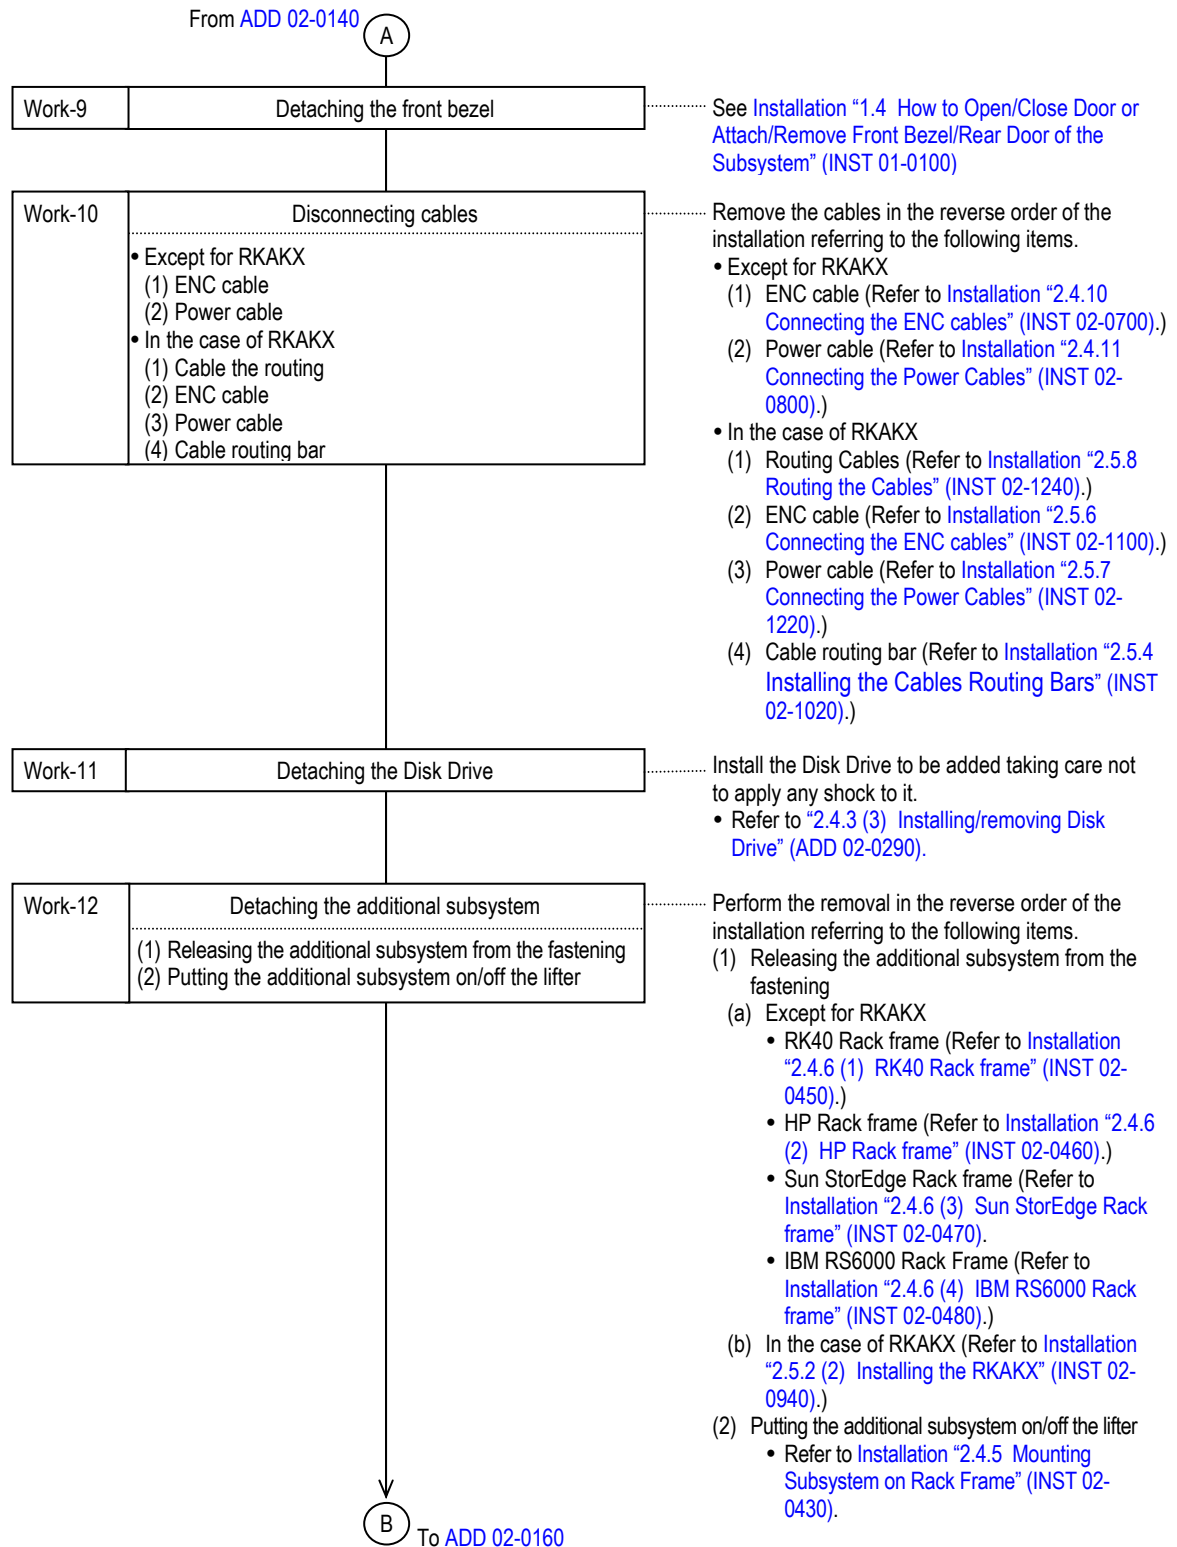 From ADD 02-0140
A
Work-9
Detaching the front bezel
See Installation “1.4 How to Open/Close Door or
Attach/Remove Front Bezel/Rear Door of the
Subsystem” (INST 01-0100)
Work-10
Disconnecting cables
• Except for RKAKX
(1) ENC cable
(2) Power cable
• In the case of RKAKX
(1) Cable the routing
(2) ENC cable
(3) Power cable
(4) Cable routing bar
Remove the cables in the reverse order of the
installation referring to the following items.
• Except for RKAKX
(1) ENC cable (Refer to Installation “2.4.10
Connecting the ENC cables” (INST 02-0700).)
(2) Power cable (Refer to Installation “2.4.11
Connecting the Power Cables” (INST 02-
0800).)
• In the case of RKAKX
(1) Routing Cables (Refer to Installation “2.5.8
Routing the Cables” (INST 02-1240).)
(2) ENC cable (Refer to Installation “2.5.6
Connecting the ENC cables” (INST 02-1100).)
(3) Power cable (Refer to Installation “2.5.7
Connecting the Power Cables” (INST 02-
1220).)
(4) Cable routing bar (Refer to Installation “2.5.4
Installing the Cables Routing Bars” (INST
02-1020).)
Work-11
Detaching the Disk Drive
Install the Disk Drive to be added taking care not
to apply any shock to it.
• Refer to “2.4.3 (3) Installing/removing Disk
Drive” (ADD 02-0290).
Work-12
Detaching the additional subsystem
(1) Releasing the additional subsystem from the fastening
(2) Putting the additional subsystem on/off the lifter
Perform the removal in the reverse order of the
installation referring to the following items.
(1) Releasing the additional subsystem from the
fastening
(a) Except for RKAKX
• RK40 Rack frame (Refer to Installation
“2.4.6 (1) RK40 Rack frame” (INST 02-
0450).)
• HP Rack frame (Refer to Installation “2.4.6
(2) HP Rack frame” (INST 02-0460).)
• Sun StorEdge Rack frame (Refer to
Installation “2.4.6 (3) Sun StorEdge Rack
frame” (INST 02-0470).
• IBM RS6000 Rack Frame (Refer to
Installation “2.4.6 (4) IBM RS6000 Rack
frame” (INST 02-0480).)
(b) In the case of RKAKX (Refer to Installation
“2.5.2 (2) Installing the RKAKX” (INST 02-
0940).)
(2) Putting the additional subsystem on/off the lifter
• Refer to Installation “2.4.5 Mounting
Subsystem on Rack Frame” (INST 02-
0430).
B
To ADD 02-0160